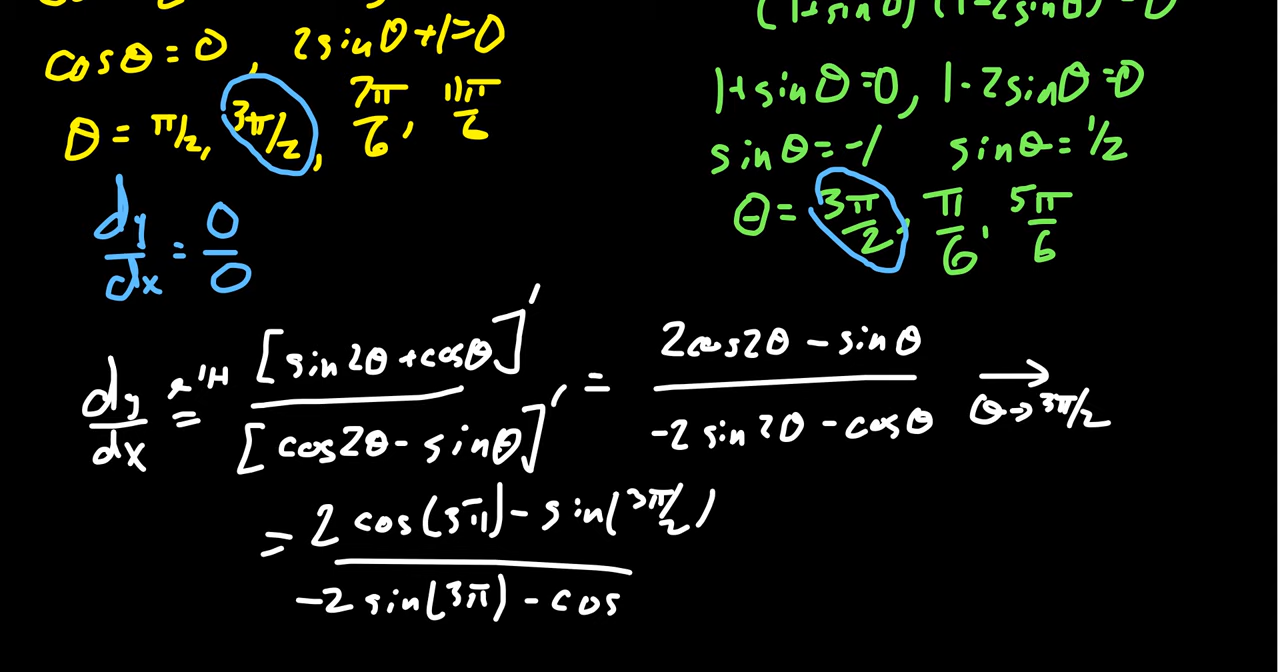 cosθ = 0, 2sinθ+1=0
θ = π/2, 3π/2, 7π/6, 11π/6
dy/dx = 0/0
(1+sinθ)(1-2sinθ)=0
1+sinθ=0, 1-2sinθ=0
sinθ=-1 sinθ=1/2
θ = 3π/2, π/6, 5π/6
dy/dx =L'H [sin2θ+cosθ]'/[cos2θ-sinθ]' = (2cos2θ-sinθ)/(-2sin2θ-cosθ) → θ→3π/2
= (2cos(3π)-sin(3π/2))/(-2sin(3π)-cos